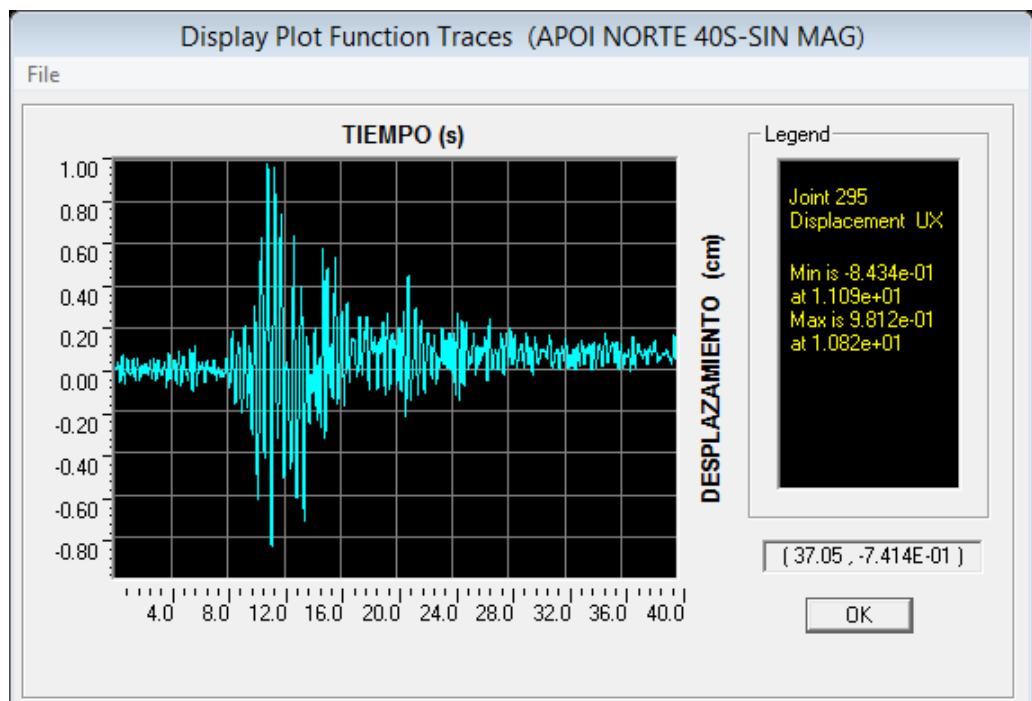 Display Plot Function Traces (APOI NORTE 40S-SIN MAG)
File
TIEMPO (s)
1.00
0.80
0.60
0.40
0.20
0.00
-0.20
-0.40
-0.60
-0.80
4.0 8.0 12.0 16.0 20.0 24.0 28.0 32.0 36.0 40.0
DESPLAZAMIENTO (cm)
Legend
Joint 295
Displacement UX
Min is -8.434e-01
at 1.109e+01
Max is 9.812e-01
at 1.082e+01
( 37.05 , -7.414E-01 )
OK